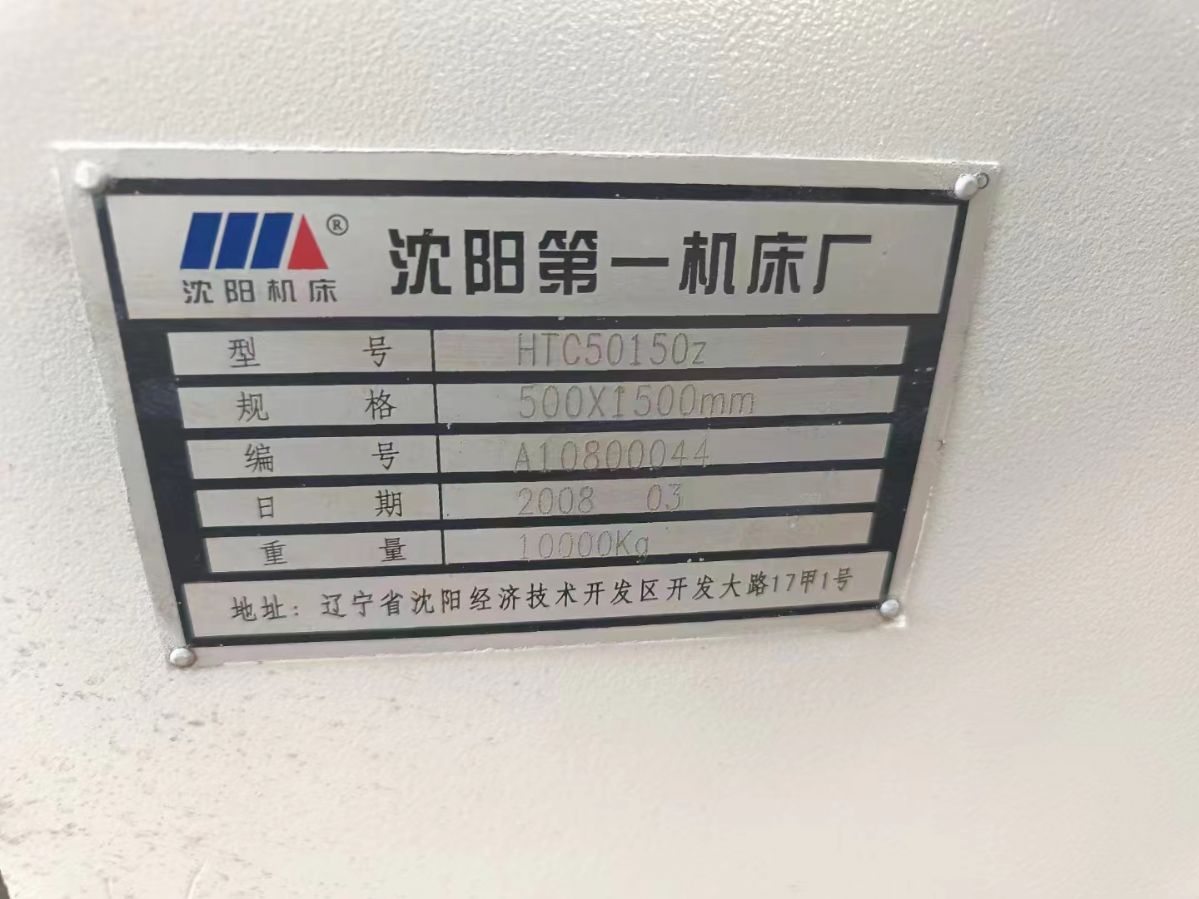 沈阳机床®
沈阳第一机床厂
型 号 HTC50150z
规 格 500X1500mm
编 号 A10800044
日 期 2008 03
重 量 10000Kg
地址：辽宁省沈阳经济技术开发区开发大路17甲1号